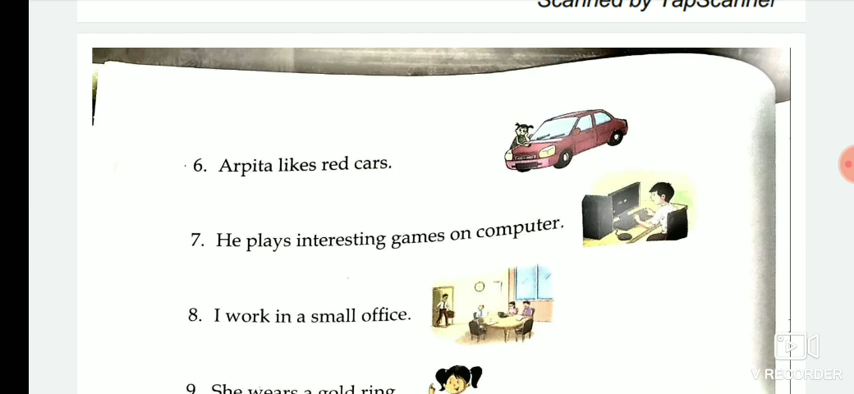 Scanned by TapScanner
6. Arpita likes red cars.
7. He plays interesting games on computer.
8. I work in a small office.
9. She wears a gold ring
V RECORDER